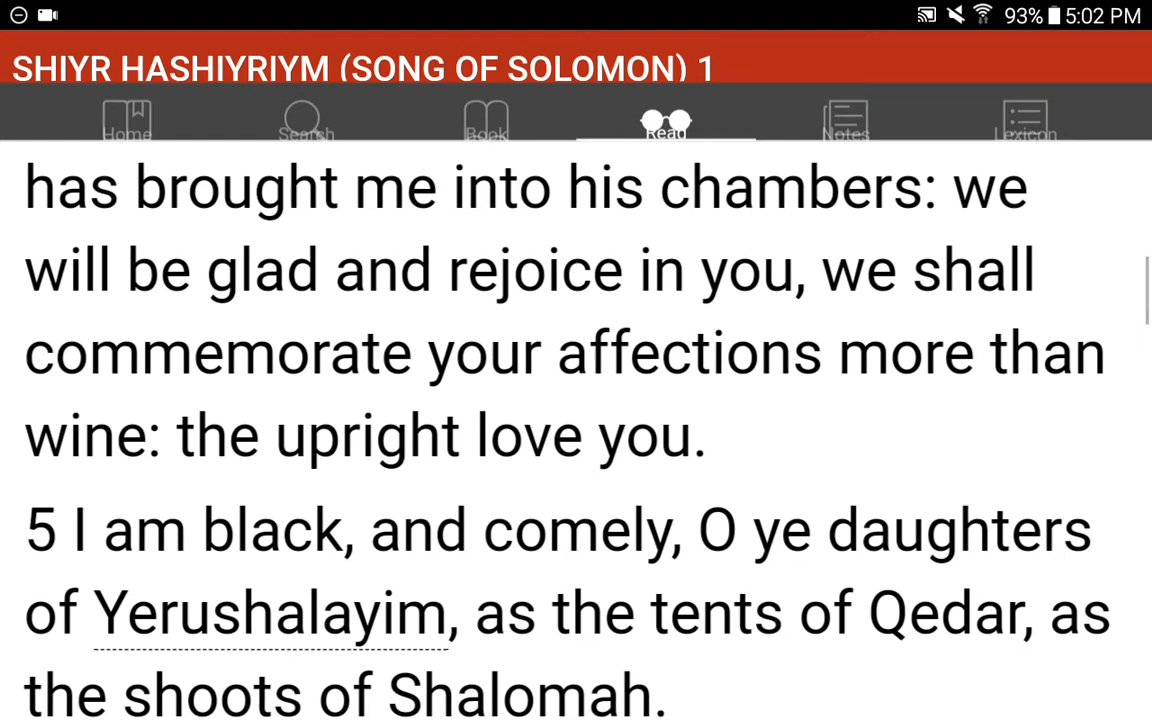 93% 5:02 PM
SHIYR HASHIYRIYM (SONG OF SOLOMON) 1
Home Search Book Read Notes Lexicon
has brought me into his chambers: we
will be glad and rejoice in you, we shall
commemorate your affections more than
wine: the upright love you.
5 I am black, and comely, O ye daughters
of Yerushalayim, as the tents of Qedar, as
the shoots of Shalomah.